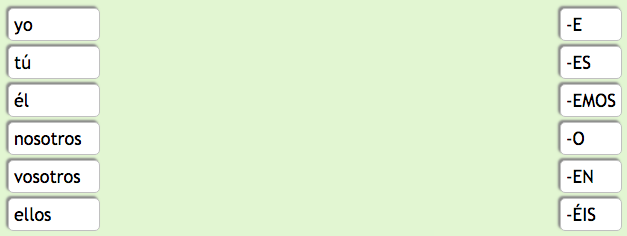 yo -E
tú -ES
él -EMOS
nosotros -O
vosotros -EN
ellos -ÉIS